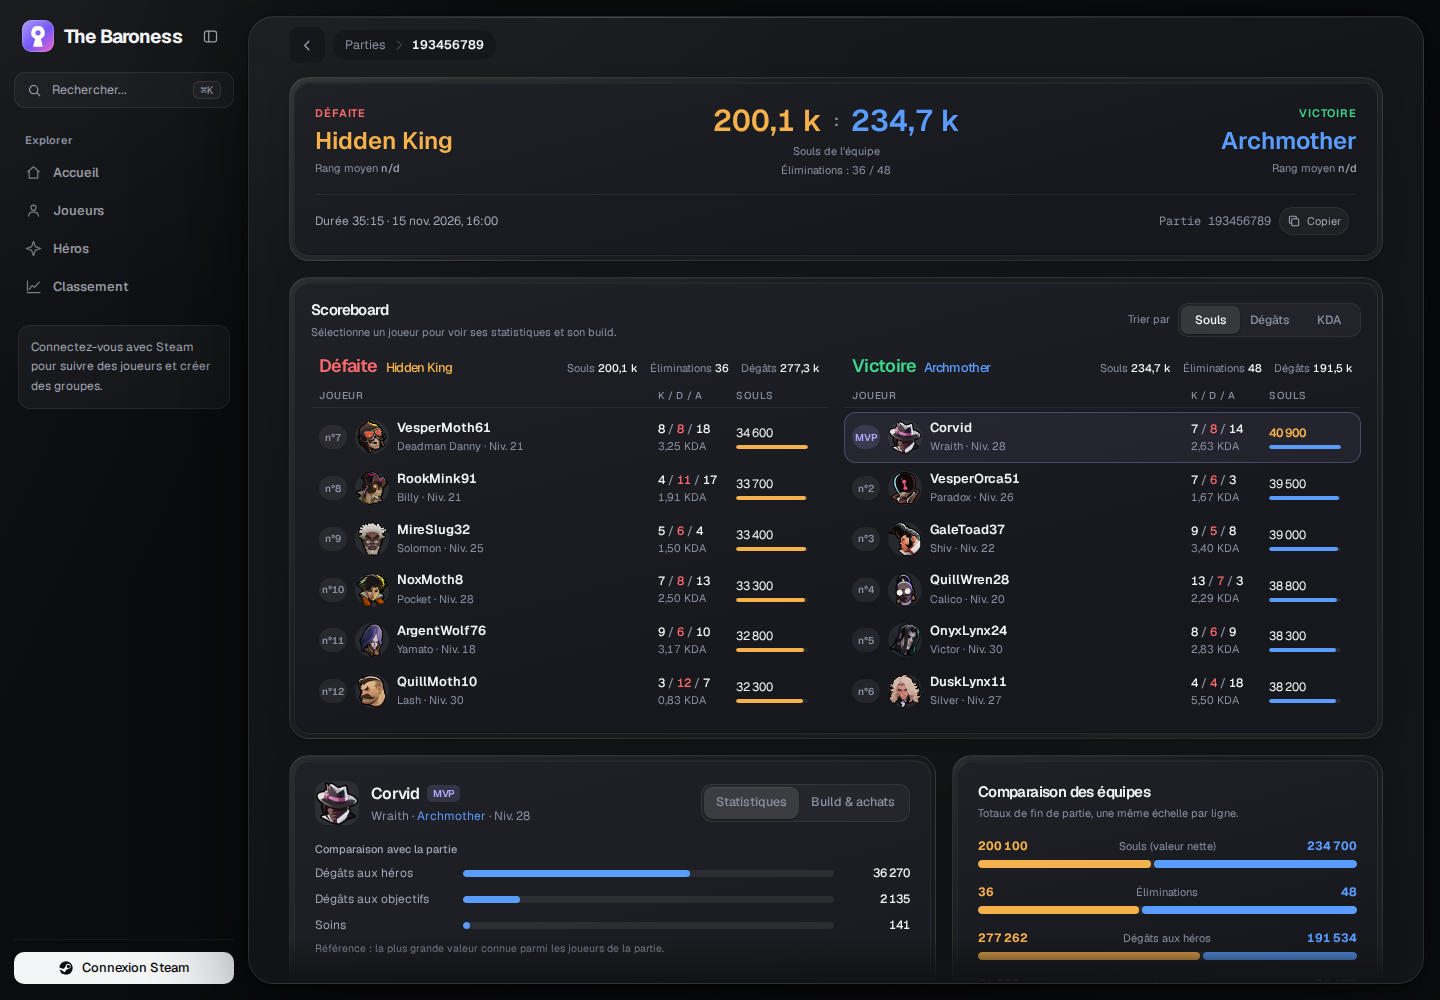 The Baroness
Rechercher...
⌘K
Explorer
Accueil
Joueurs
Héros
Classement
Connectez-vous avec Steam
pour suivre des joueurs et créer
des groupes.
Connexion Steam
Parties
193456789
DÉFAITE
Hidden King
Rang moyen n/d
200,1 k : 234,7 k
Souls de l'équipe
Éliminations : 36 / 48
VICTOIRE
Archmother
Rang moyen n/d
Durée 35:15 · 15 nov. 2026, 16:00
Partie 193456789
Copier
Scoreboard
Sélectionne un joueur pour voir ses statistiques et son build.
Trier par
Souls
Dégâts
KDA
Défaite Hidden King
Souls 200,1 k Éliminations 36 Dégâts 277,3 k
JOUEUR K / D / A SOULS
n°7 VesperMoth61 8 / 8 / 18 34 600
Deadman Danny · Niv. 21 3,25 KDA
n°8 RookMink91 4 / 11 / 17 33 700
Billy · Niv. 21 1,91 KDA
n°9 MireSlug32 5 / 6 / 4 33 400
Solomon · Niv. 25 1,50 KDA
n°10 NoxMoth8 7 / 8 / 13 33 300
Pocket · Niv. 28 2,50 KDA
n°11 ArgentWolf76 9 / 6 / 10 32 800
Yamato · Niv. 18 3,17 KDA
n°12 QuillMoth10 3 / 12 / 7 32 300
Lash · Niv. 30 0,83 KDA
Victoire Archmother
Souls 234,7 k Éliminations 48 Dégâts 191,5 k
JOUEUR K / D / A SOULS
MVP Corvid 7 / 8 / 14 40 900
Wraith · Niv. 28 2,63 KDA
n°2 VesperOrca51 7 / 6 / 3 39 500
Paradox · Niv. 26 1,67 KDA
n°3 GaleToad37 9 / 5 / 8 39 000
Shiv · Niv. 22 3,40 KDA
n°4 QuillWren28 13 / 7 / 3 38 800
Calico · Niv. 20 2,29 KDA
n°5 OnyxLynx24 8 / 6 / 9 38 300
Victor · Niv. 30 2,83 KDA
n°6 DuskLynx11 4 / 4 / 18 38 200
Silver · Niv. 27 5,50 KDA
Corvid MVP
Wraith · Archmother · Niv. 28
Statistiques
Build & achats
Comparaison avec la partie
Dégâts aux héros 36 270
Dégâts aux objectifs 2 135
Soins 141
Référence : la plus grande valeur connue parmi les joueurs de la partie.
Comparaison des équipes
Totaux de fin de partie, une même échelle par ligne.
200 100 Souls (valeur nette) 234 700
36 Éliminations 48
277 262 Dégâts aux héros 191 534